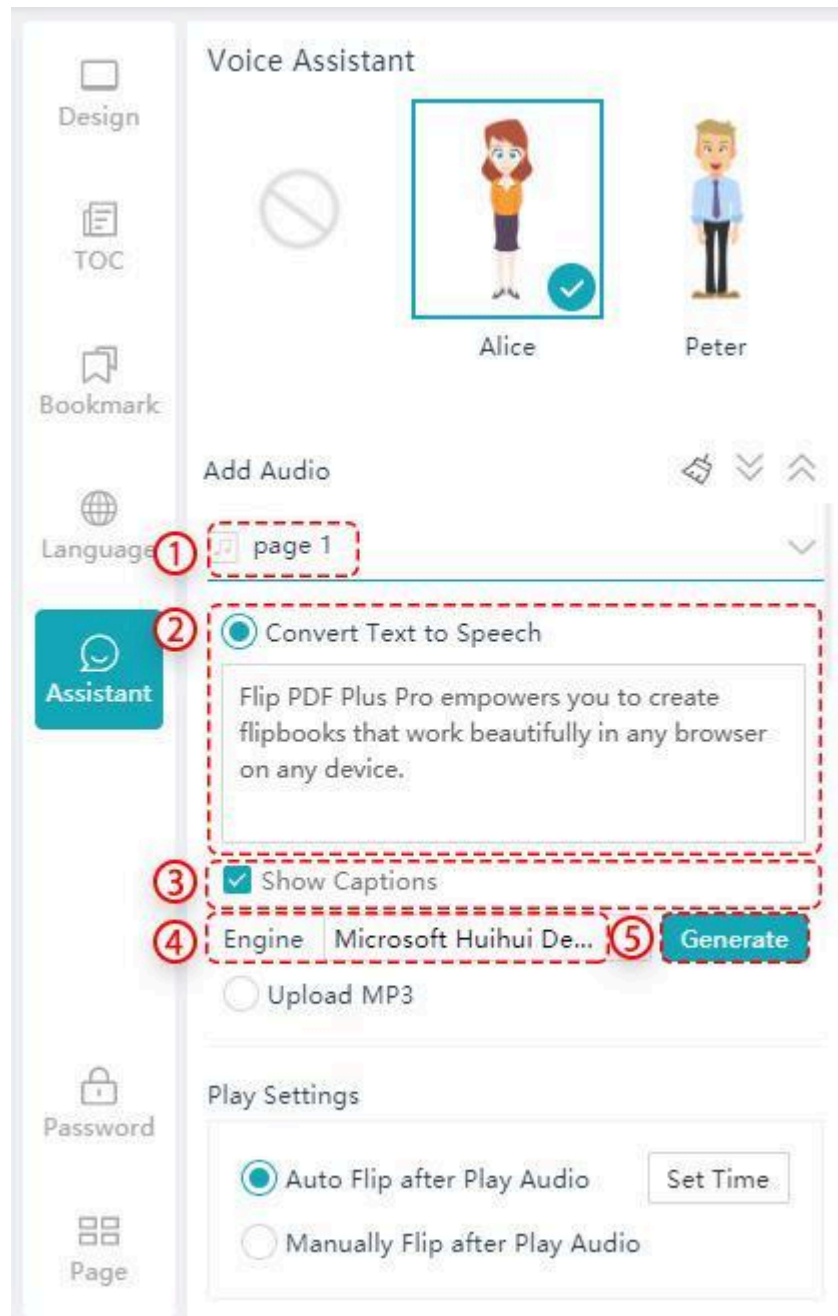 Design
TOC
Bookmark
Language
Assistant
Password
Page
Voice Assistant
Alice
Peter
Add Audio
① page 1
② Convert Text to Speech
Flip PDF Plus Pro empowers you to create
flipbooks that work beautifully in any browser
on any device.
③ Show Captions
④ Engine Microsoft Huihui De... ⑤ Generate
Upload MP3
Play Settings
Auto Flip after Play Audio Set Time
Manually Flip after Play Audio